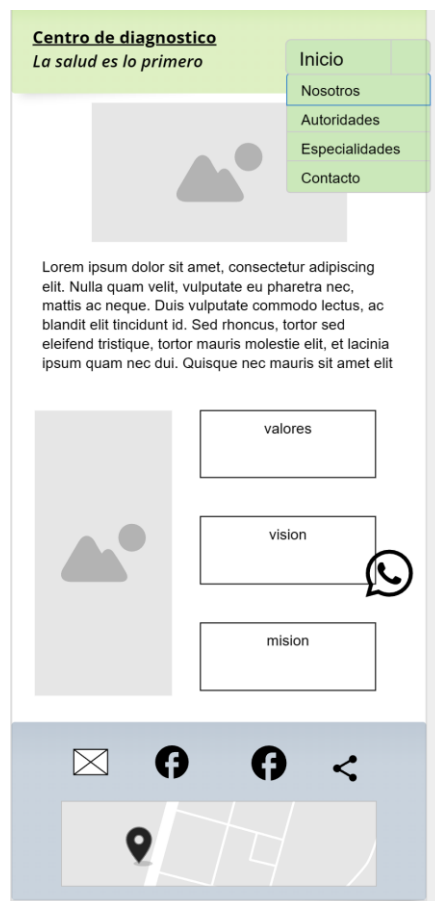 Centro de diagnostico
La salud es lo primero
Inicio
Nosotros
Autoridades
Especialidades
Contacto
Lorem ipsum dolor sit amet, consectetur adipiscing
elit. Nulla quam velit, vulputate eu pharetra nec,
mattis ac neque. Duis vulputate commodo lectus, ac
blandit elit tincidunt id. Sed rhoncus, tortor sed
eleifend tristique, tortor mauris molestie elit, et lacinia
ipsum quam nec dui. Quisque nec mauris sit amet elit
valores
vision
mision